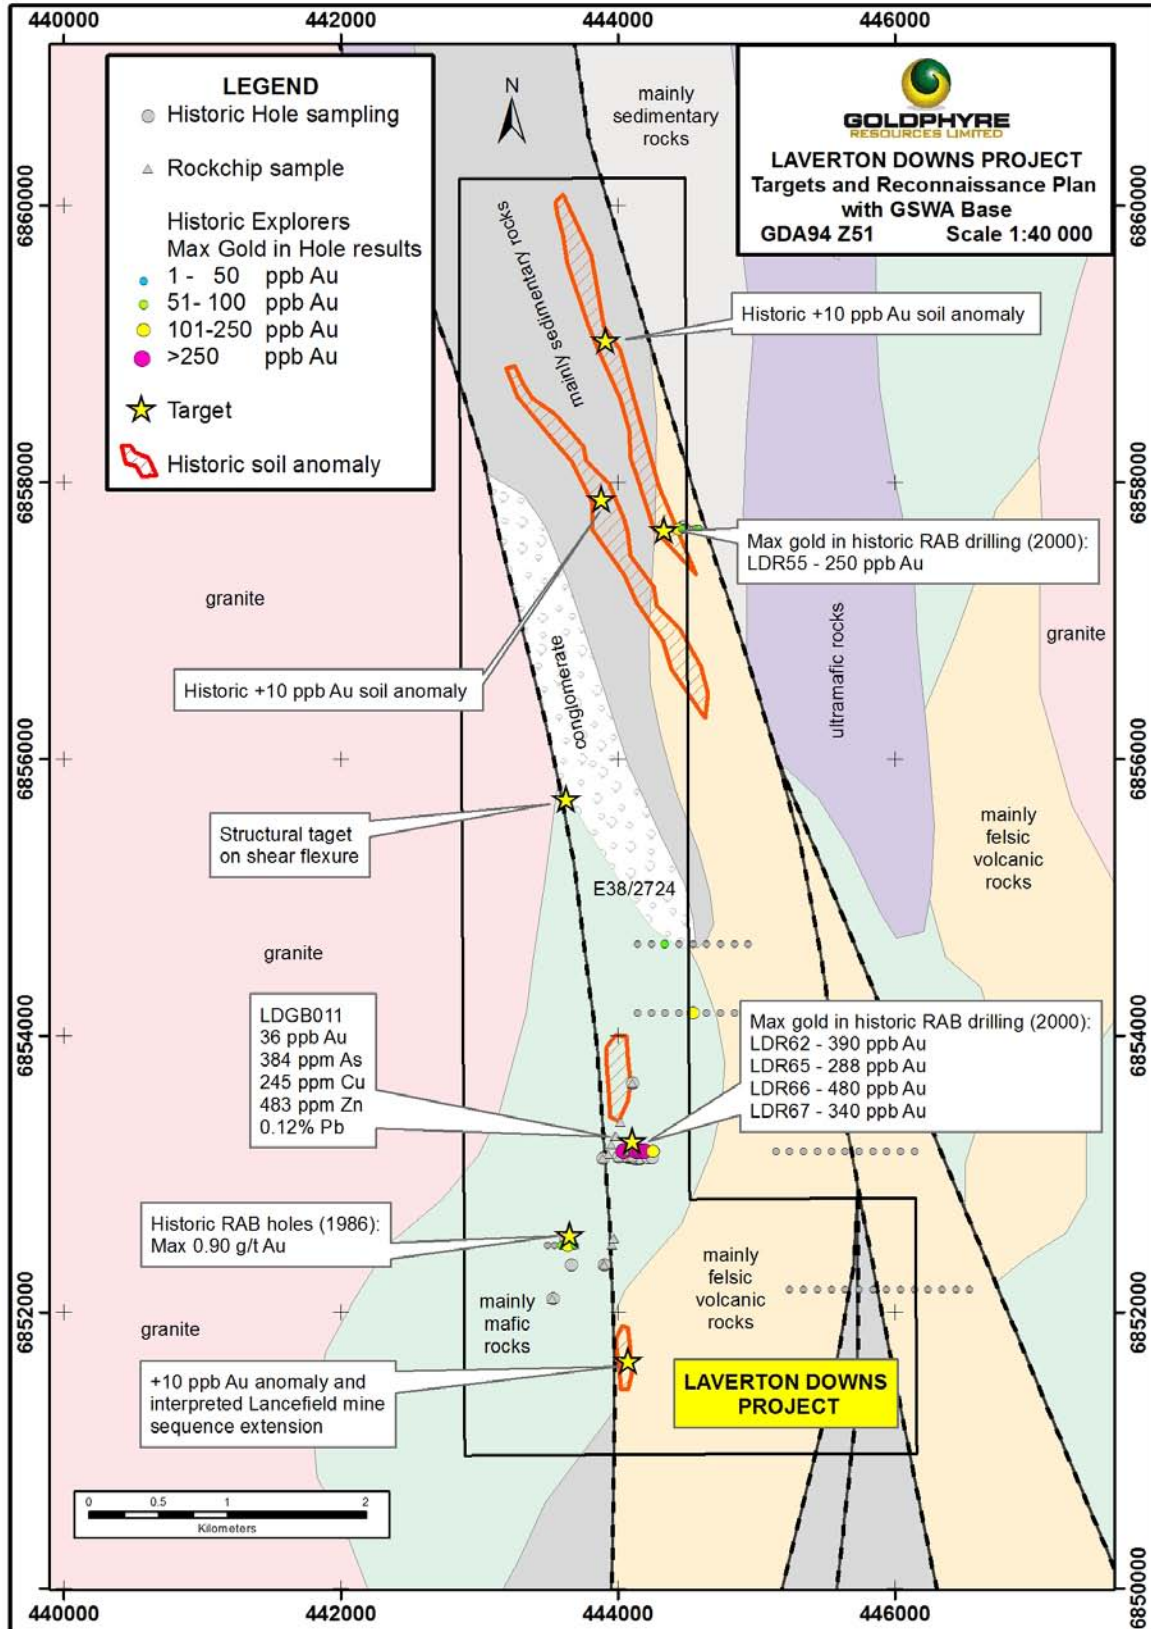 440000
442000
444000
446000
LEGEND
Historic Hole sampling
Rockchip sample
Historic Explorers
Max Gold in Hole results
1 - 50 ppb Au
51- 100 ppb Au
101-250 ppb Au
>250 ppb Au
Target
Historic soil anomaly
N
mainly
sedimentary
rocks
GOLDPHYRE
RESOURCES LIMITED
LAVERTON DOWNS PROJECT
Targets and Reconnaissance Plan
with GSWA Base
GDA94 Z51 Scale 1:40 000
6860000
6860000
mainly sedimentary rocks
Historic +10 ppb Au soil anomaly
6858000
6858000
Max gold in historic RAB drilling (2000):
LDR55 - 250 ppb Au
granite
granite
ultramafic rocks
Historic +10 ppb Au soil anomaly
conglomerate
6856000
6856000
Structural taget
on shear flexure
mainly
felsic
volcanic
rocks
E38/2724
granite
6854000
6854000
LDGB011
36 ppb Au
384 ppm As
245 ppm Cu
483 ppm Zn
0.12% Pb
Max gold in historic RAB drilling (2000):
LDR62 - 390 ppb Au
LDR65 - 288 ppb Au
LDR66 - 480 ppb Au
LDR67 - 340 ppb Au
Historic RAB holes (1986):
Max 0.90 g/t Au
mainly
felsic
volcanic
rocks
mainly
mafic
rocks
6852000
6852000
granite
+10 ppb Au anomaly and
interpreted Lancefield mine
sequence extension
LAVERTON DOWNS
PROJECT
0 0.5 1 2
Kilometers
6850000
6850000
440000
442000
444000
446000